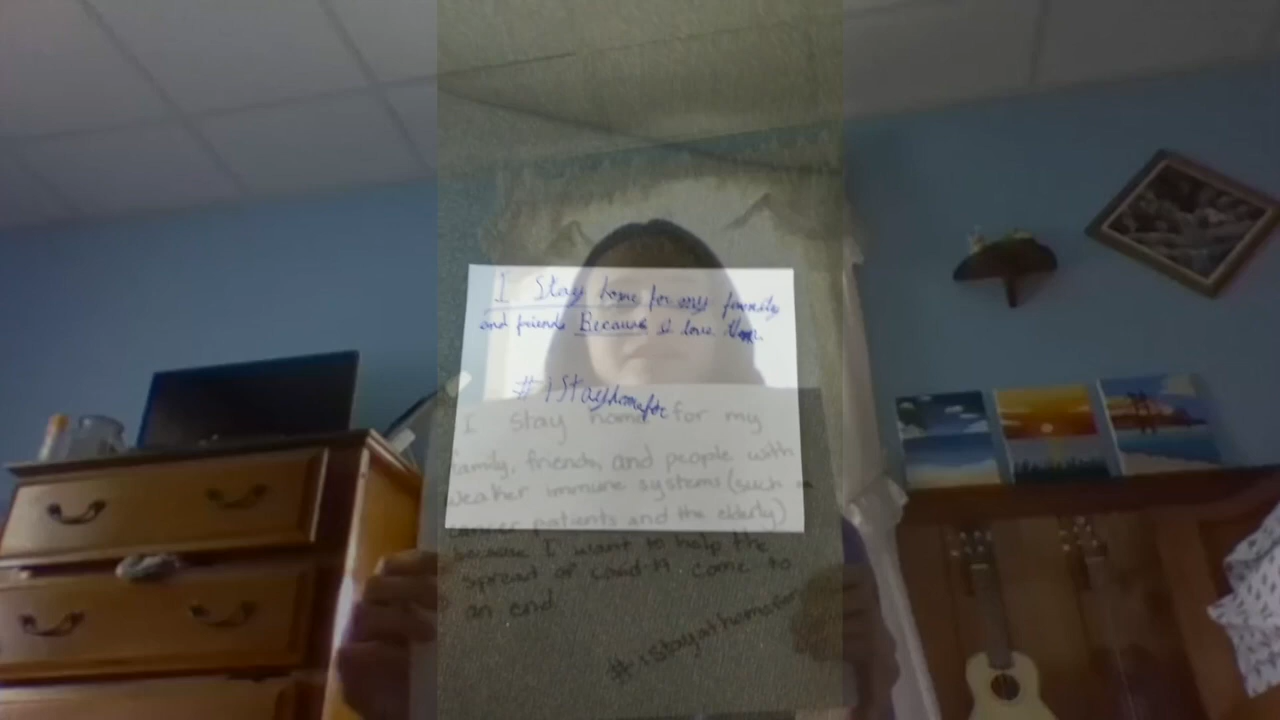 I Stay home for my family
and friends Because i love them.
#iStayhomefor
I stay home for my
family, friends, and people with
weaker immune systems (such as
cancer patients and the elderly)
because I want to help the
spread of covid-19 come to
an end.
#istayathomefor